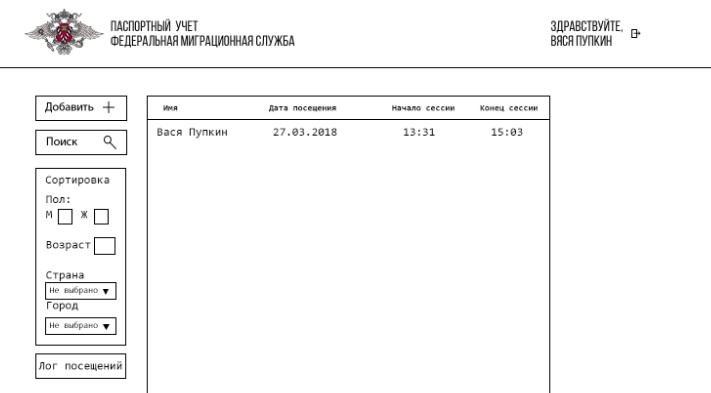 ПАСПОРТНЫЙ УЧЕТ
ФЕДЕРАЛЬНАЯ МИГРАЦИОННАЯ СЛУЖБА
ЗДРАВСТВУЙТЕ,
ВЯСЯ ПУПКИН
Добавить
Поиск
Сортировка
Пол:
М Ж
Возраст
Страна
Не выбрано
Город
Не выбрано
Лог посещений
Имя Дата посещения Начало сессии Конец сессии
Вася Пупкин 27.03.2018 13:31 15:03